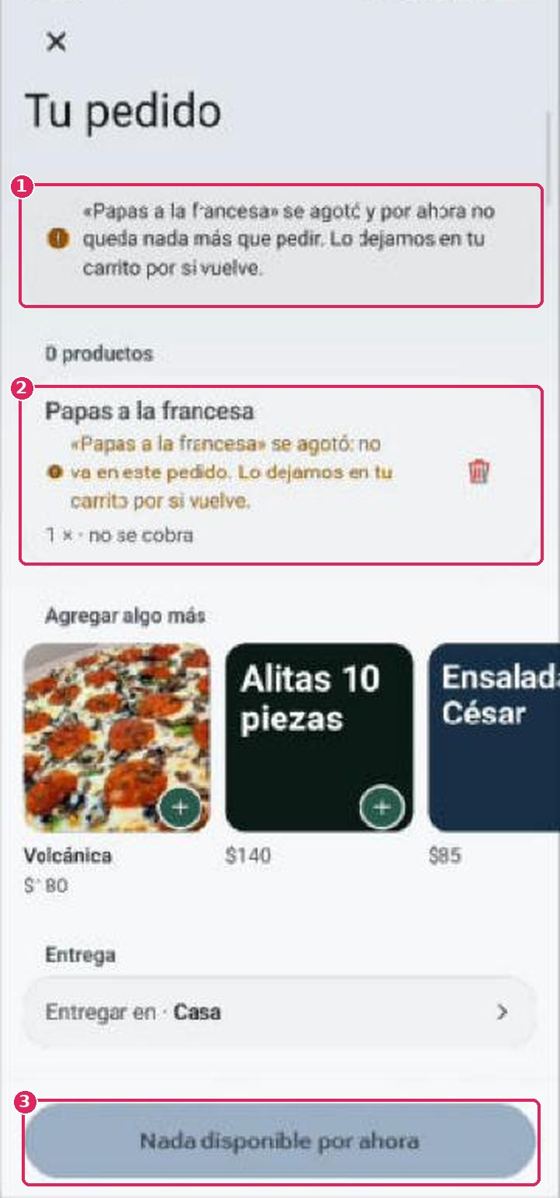 Tu pedido
1
«Papas a la francesa» se agotó y por ahora no
queda nada más que pedir. Lo dejamos en tu
carrito por si vuelve.
0 productos
2
Papas a la francesa
«Papas a la francesa» se agotó: no
va en este pedido. Lo dejamos en tu
carrito por si vuelve.
1 × · no se cobra
Agregar algo más
Alitas 10
piezas
Ensalada
César
Volcánica
$140
$85
Entrega
Entregar en · Casa
3
Nada disponible por ahora